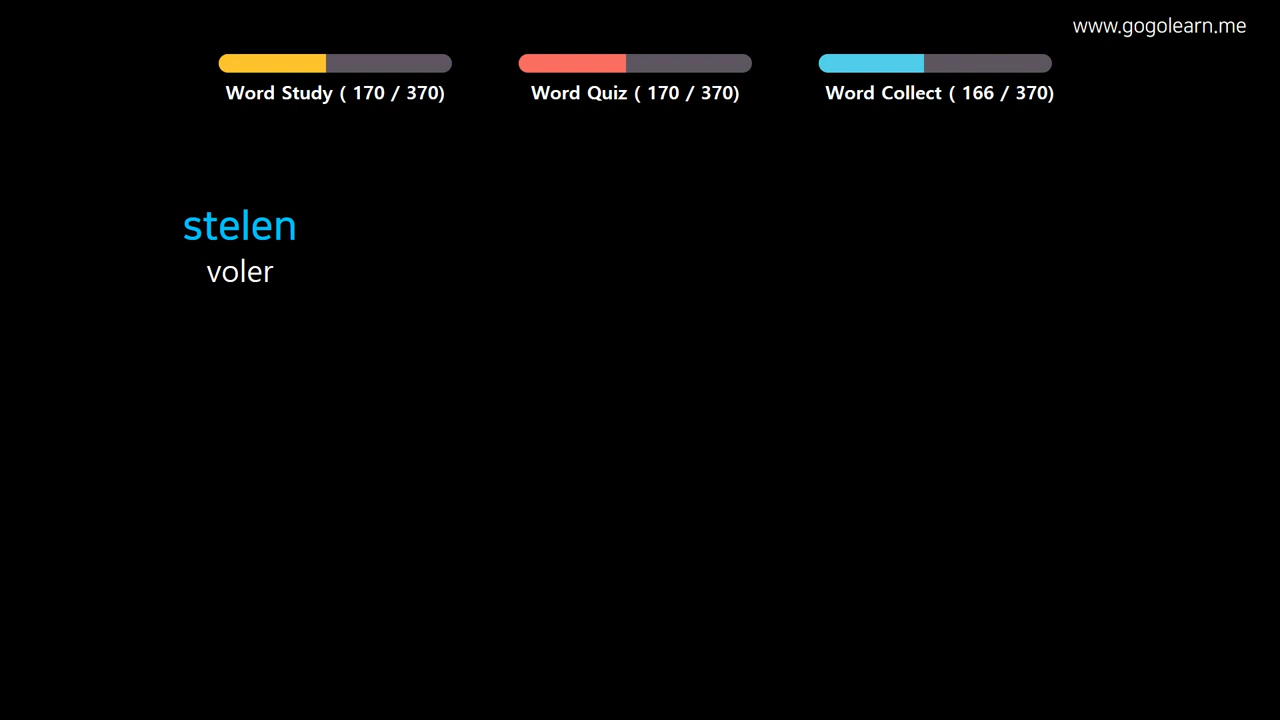 www.gogolearn.me
Word Study ( 170 / 370)
Word Quiz ( 170 / 370)
Word Collect ( 166 / 370)
stelen
voler